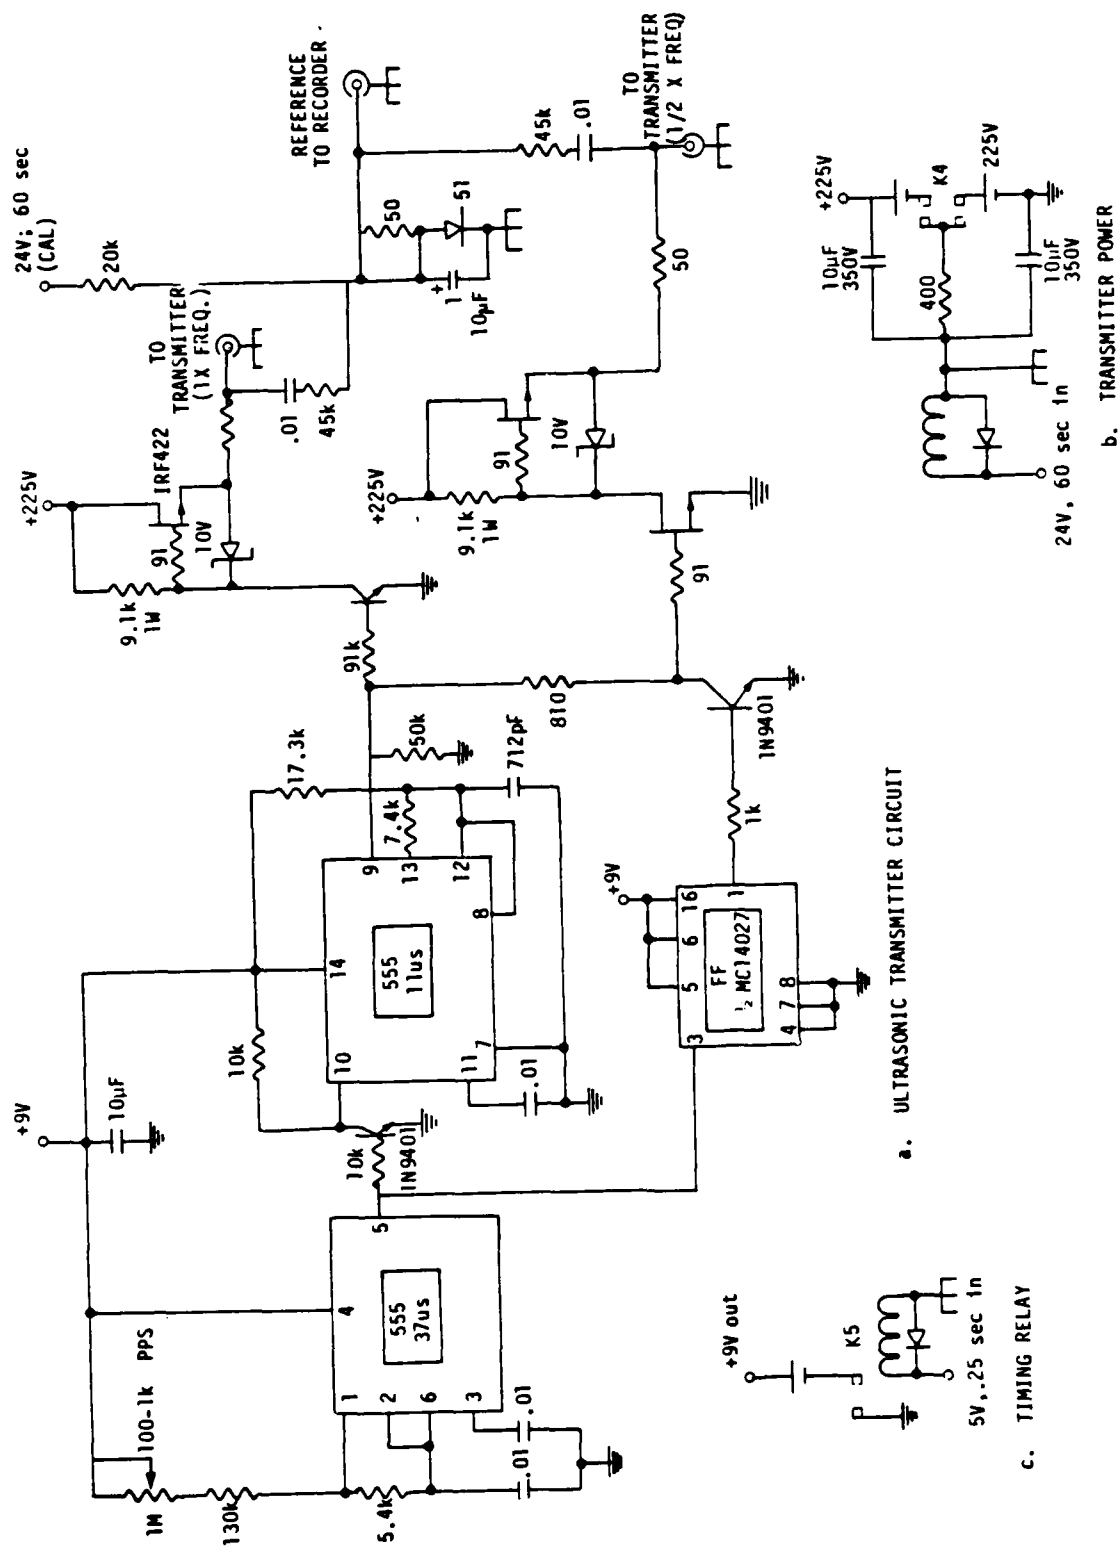 +9V
10µF
1M
100-1k PPS
130k
5.4k
1
2
6
3
4
5
555
37us
.01
.01
10k
1N9401
10k
10
14
11
7
8
9
13
12
555
11us
.01
17.3k
7.4k
712pF
50k
91k
9.1k
1W
+225V
91
IRF422
10V
TO
TRANSMITTER
(1X FREQ.)
.01
45k
24V; 60 sec
(CAL)
20k
REFERENCE
TO RECORDER
50
51
1
+
10µF
45k
.01
TO
TRANSMITTER
(1/2 X FREQ)
50
+225V
9.1k
1W
91
10V
91
810
1N9401
1k
+9V
3
5
6
16
1
4
7
8
FF
½ MC14027
a. ULTRASONIC TRANSMITTER CIRCUIT
+225V
10µF
350V
K4
225V
400
10µF
350V
24V, 60 sec in
b. TRANSMITTER POWER
+9V out
K5
5V,.25 sec in
c. TIMING RELAY